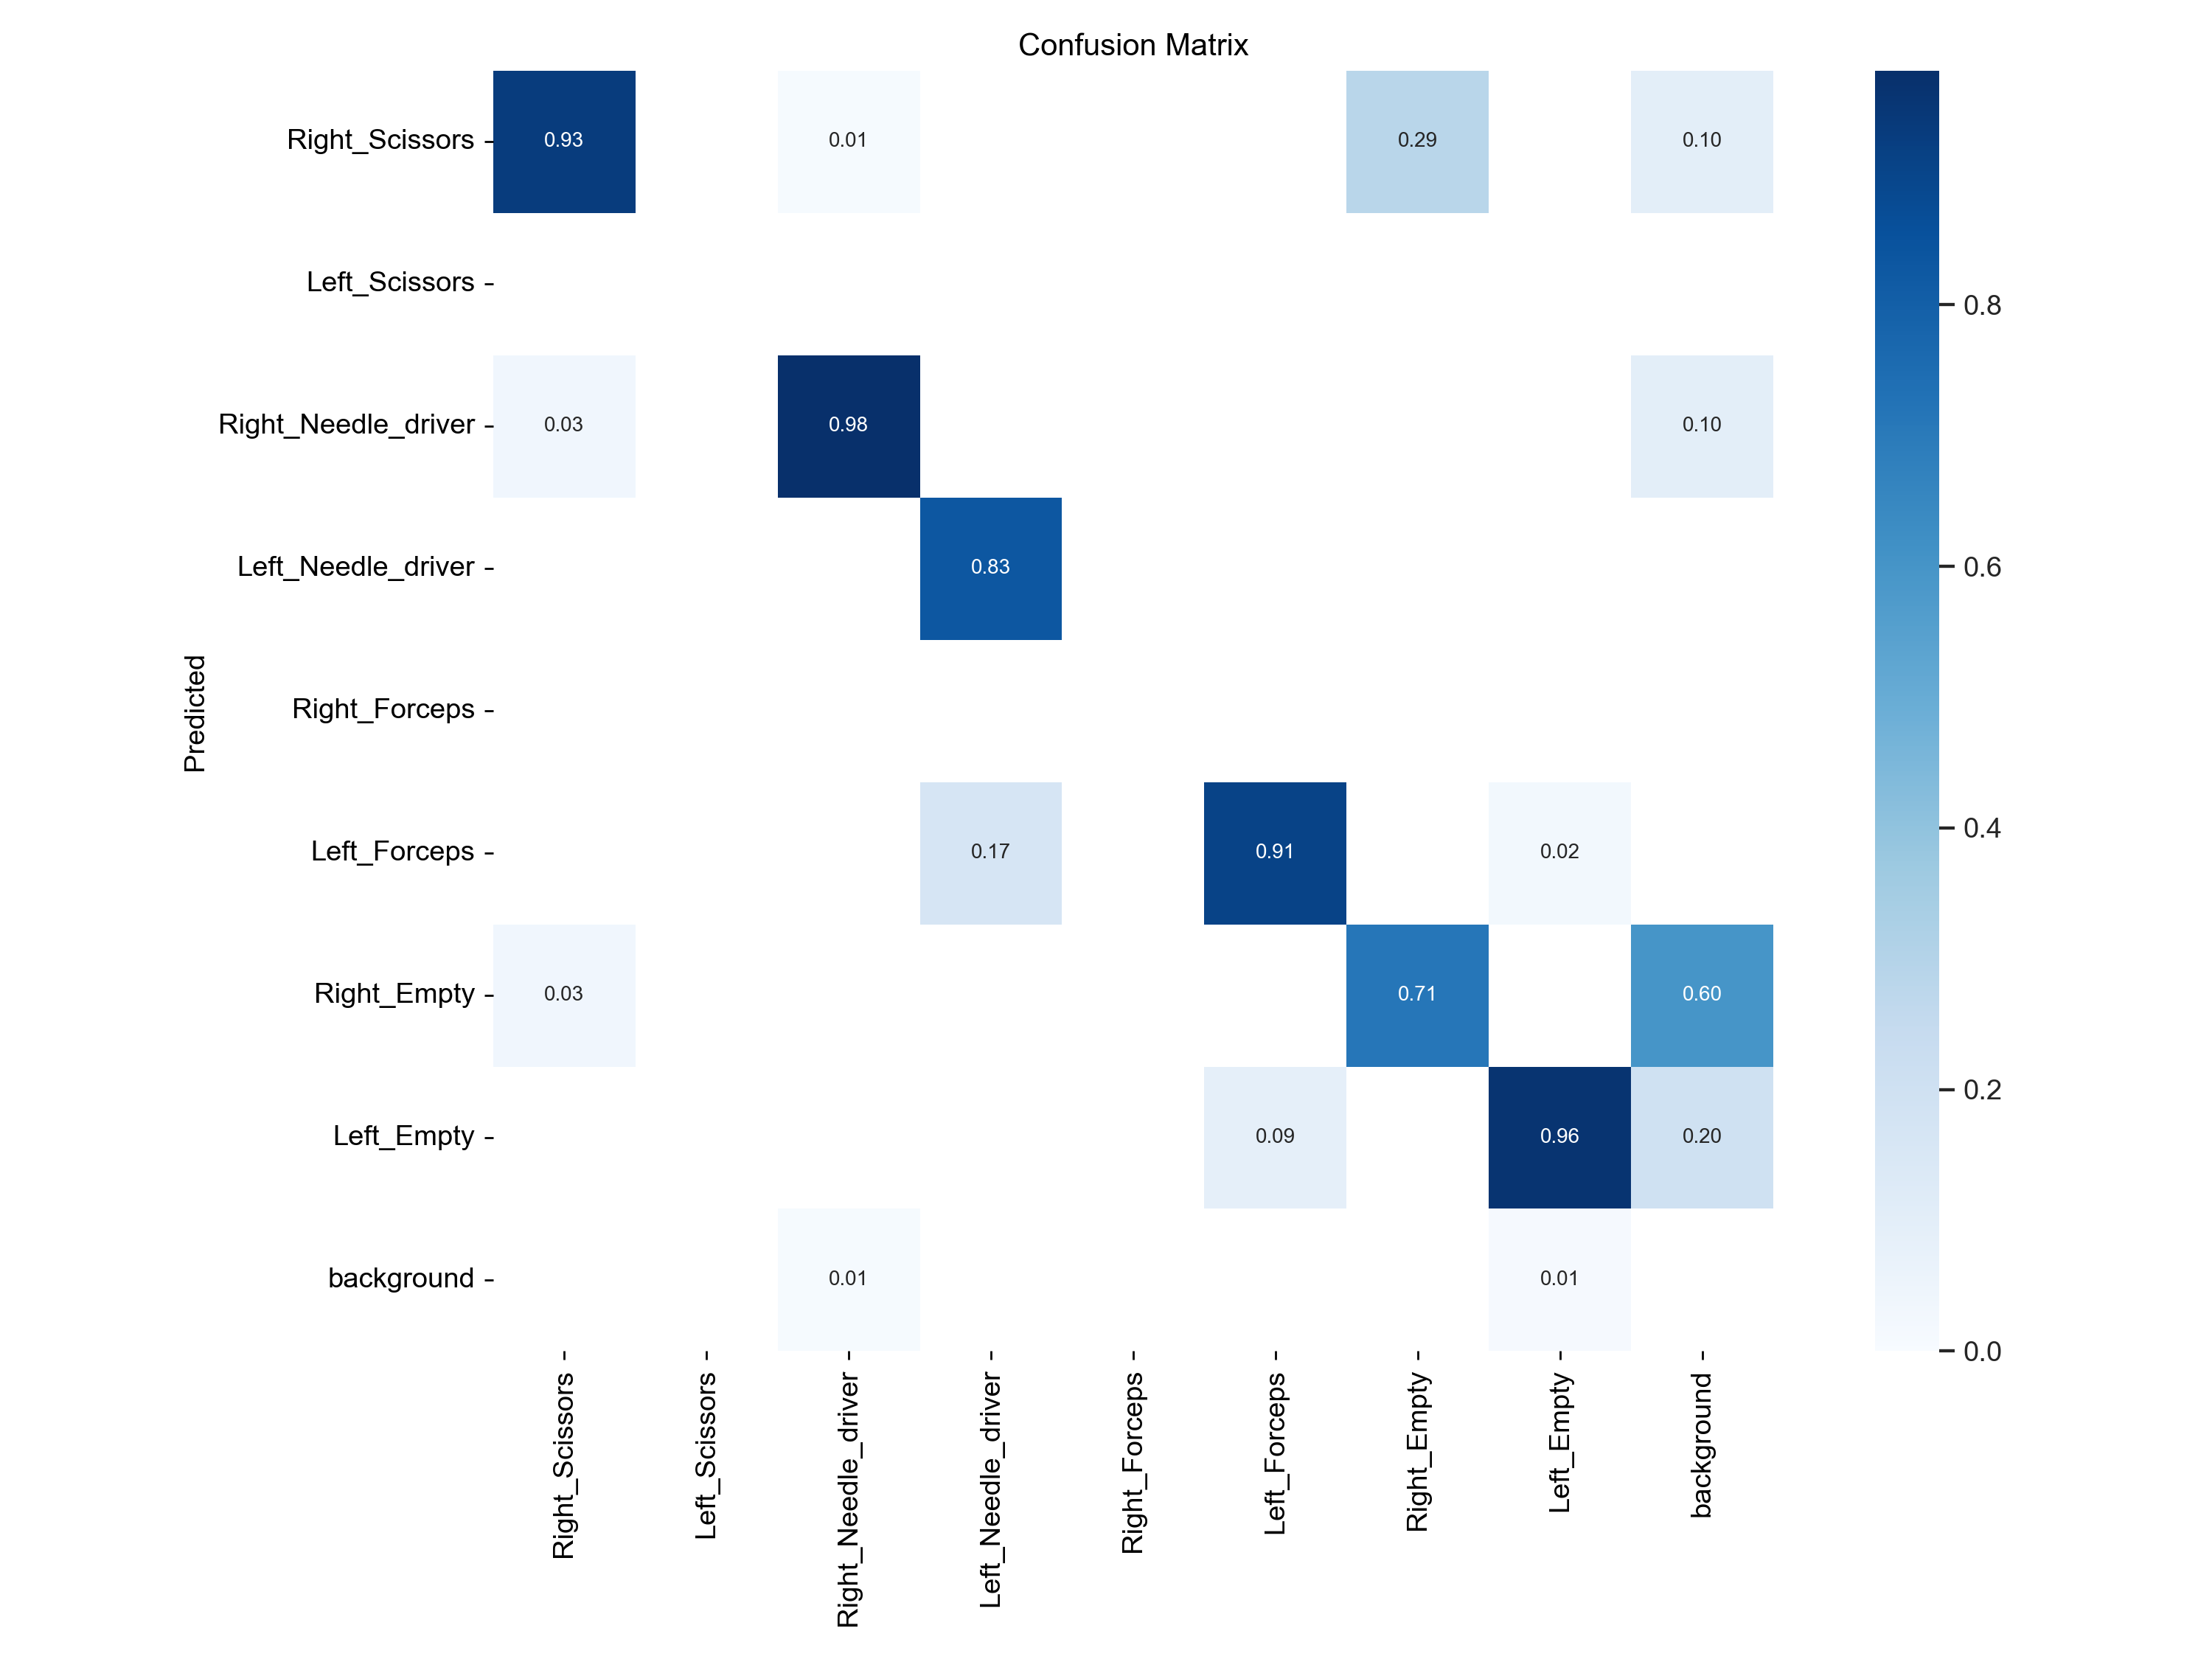 Confusion Matrix
Right_Scissors 0.93 0.01 0.29 0.10
Left_Scissors
Right_Needle_driver 0.03 0.98 0.10
Left_Needle_driver 0.83
Right_Forceps
Left_Forceps 0.17 0.91 0.02
Right_Empty 0.03 0.71 0.60
Left_Empty 0.09 0.96 0.20
background 0.01 0.01
Predicted
Right_Scissors
Left_Scissors
Right_Needle_driver
Left_Needle_driver
Right_Forceps
Left_Forceps
Right_Empty
Left_Empty
background
0.8
0.6
0.4
0.2
0.0